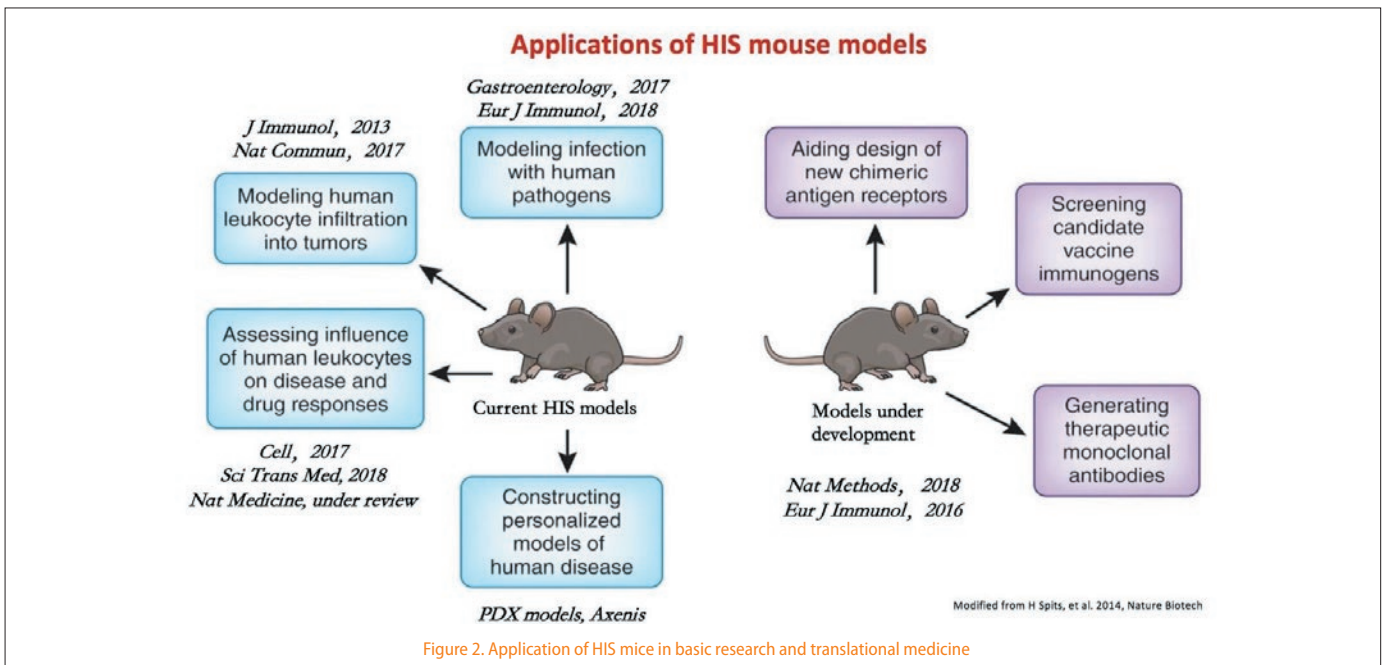 Applications of HIS mouse models
Gastroenterology, 2017
Eur J Immunol, 2018
J Immunol, 2013
Nat Commun, 2017
Modeling infection
with human
pathogens
Modeling human
leukocyte infiltration
into tumors
Assessing influence
of human leukocytes
on disease and
drug responses
Cell, 2017
Sci Trans Med, 2018
Nat Medicine, under review
Current HIS models
Constructing
personalized
models of
human disease
PDX models, Axenis
Aiding design of
new chimeric
antigen receptors
Screening
candidate
vaccine
immunogens
Models under
development
Generating
therapeutic
monoclonal
antibodies
Nat Methods, 2018
Eur J Immunol, 2016
Modified from H Spits, et al. 2014, Nature Biotech
Figure 2. Application of HIS mice in basic research and translational medicine